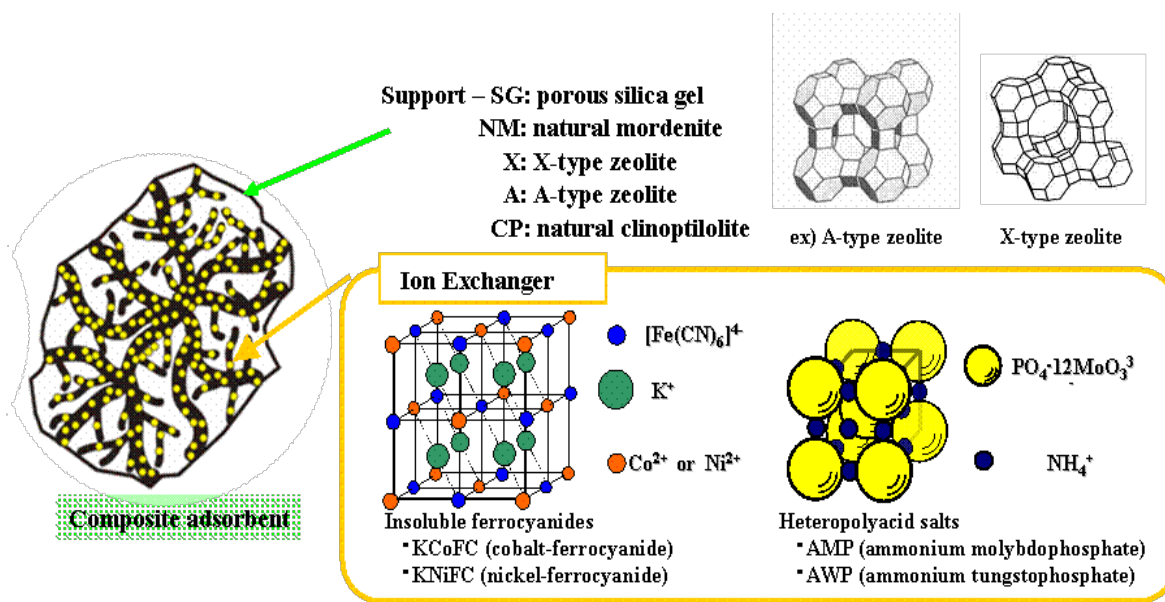 Support – SG: porous silica gel
NM: natural mordenite
X: X-type zeolite
A: A-type zeolite
CP: natural clinoptilolite
ex) A-type zeolite
X-type zeolite
Composite adsorbent
Ion Exchanger
[Fe(CN)₆]⁴⁻
K⁺
Co²⁺ or Ni²⁺
Insoluble ferrocyanides
・KCoFC (cobalt-ferrocyanide)
・KNiFC (nickel-ferrocyanide)
PO₄·12MoO₃³
-
NH₄⁺
Heteropolyacid salts
・AMP (ammonium molybdophosphate)
・AWP (ammonium tungstophosphate)